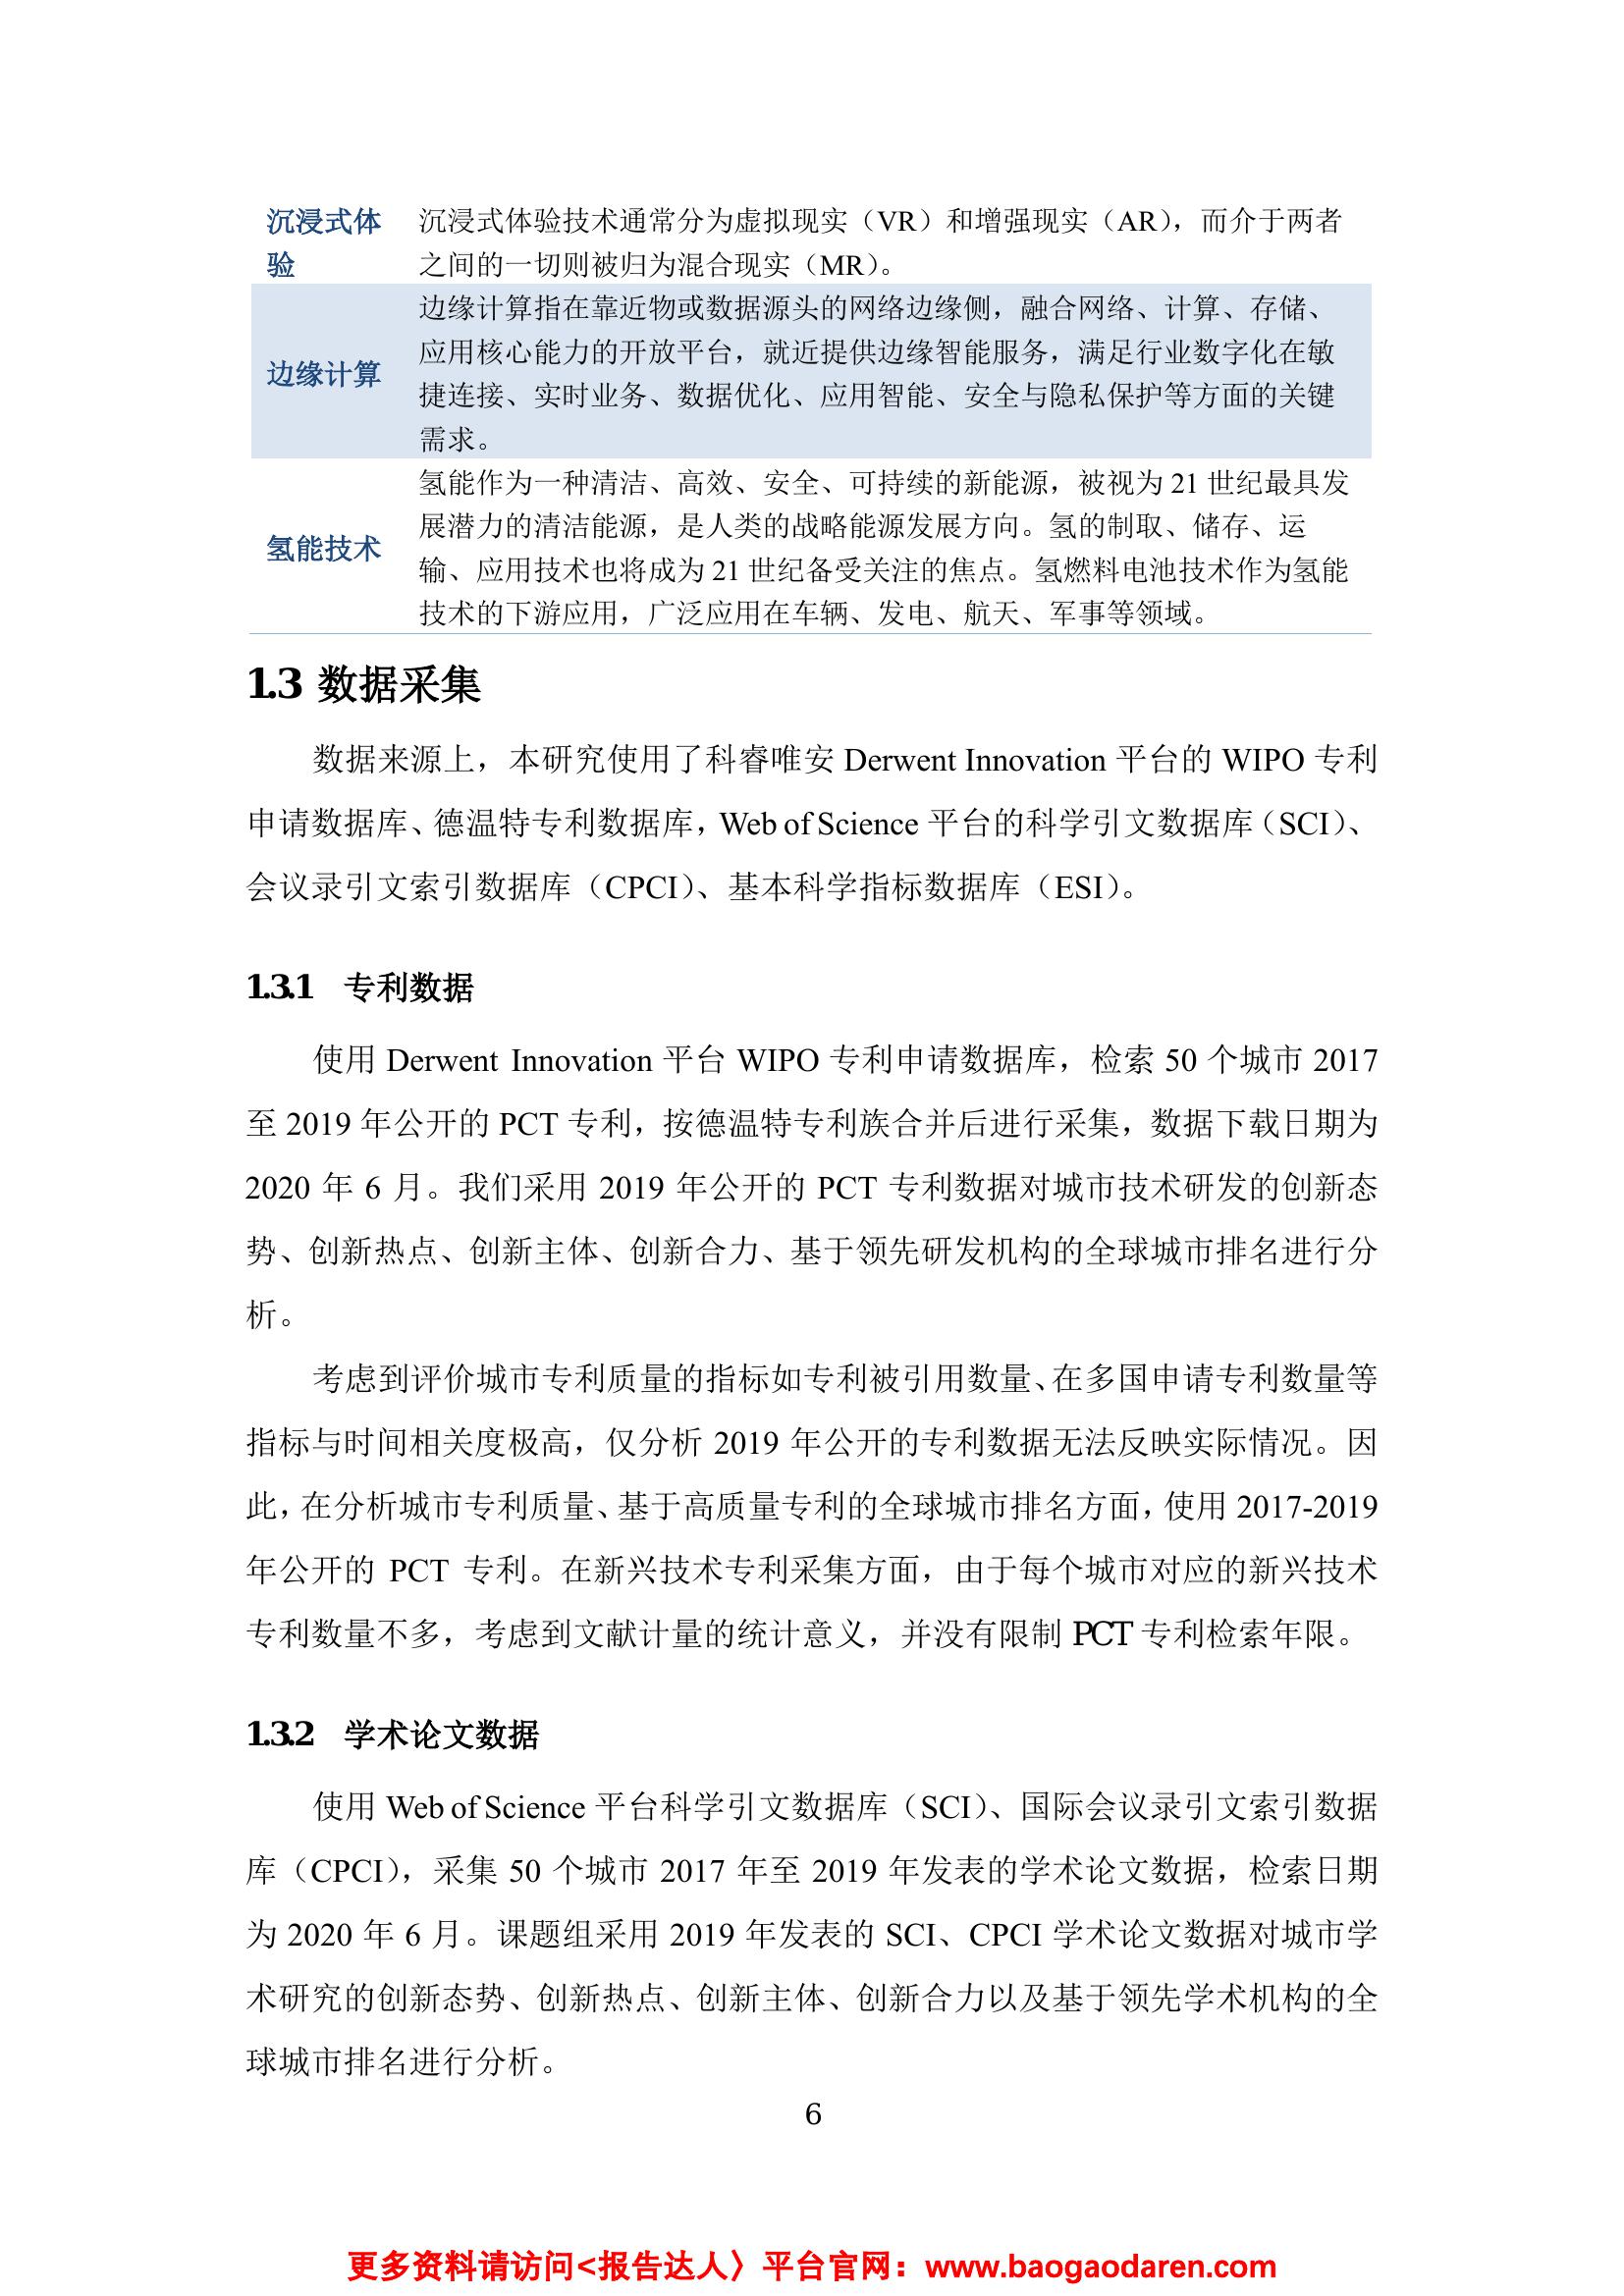 沉浸式体
验
沉浸式体验技术通常分为虚拟现实（VR）和增强现实（AR），而介于两者
之间的一切则被归为混合现实（MR）。
边缘计算
边缘计算指在靠近物或数据源头的网络边缘侧，融合网络、计算、存储、
应用核心能力的开放平台，就近提供边缘智能服务，满足行业数字化在敏
捷连接、实时业务、数据优化、应用智能、安全与隐私保护等方面的关键
需求。
氢能技术
氢能作为一种清洁、高效、安全、可持续的新能源，被视为 21 世纪最具发
展潜力的清洁能源，是人类的战略能源发展方向。氢的制取、储存、运
输、应用技术也将成为 21 世纪备受关注的焦点。氢燃料电池技术作为氢能
技术的下游应用，广泛应用在车辆、发电、航天、军事等领域。
1.3 数据采集
数据来源上，本研究使用了科睿唯安 Derwent Innovation 平台的 WIPO 专利
申请数据库、德温特专利数据库，Web of Science 平台的科学引文数据库（SCI）、
会议录引文索引数据库（CPCI）、基本科学指标数据库（ESI）。
1.3.1 专利数据
使用 Derwent Innovation 平台 WIPO 专利申请数据库，检索 50 个城市 2017
至 2019 年公开的 PCT 专利，按德温特专利族合并后进行采集，数据下载日期为
2020 年 6 月。我们采用 2019 年公开的 PCT 专利数据对城市技术研发的创新态
势、创新热点、创新主体、创新合力、基于领先研发机构的全球城市排名进行分
析。
考虑到评价城市专利质量的指标如专利被引用数量、在多国申请专利数量等
指标与时间相关度极高，仅分析 2019 年公开的专利数据无法反映实际情况。因
此，在分析城市专利质量、基于高质量专利的全球城市排名方面，使用 2017-2019
年公开的 PCT 专利。在新兴技术专利采集方面，由于每个城市对应的新兴技术
专利数量不多，考虑到文献计量的统计意义，并没有限制 PCT 专利检索年限。
1.3.2 学术论文数据
使用 Web of Science 平台科学引文数据库（SCI）、国际会议录引文索引数据
库（CPCI），采集 50 个城市 2017 年至 2019 年发表的学术论文数据，检索日期
为 2020 年 6 月。课题组采用 2019 年发表的 SCI、CPCI 学术论文数据对城市学
术研究的创新态势、创新热点、创新主体、创新合力以及基于领先学术机构的全
球城市排名进行分析。
6
更多资料请访问<报告达人〉平台官网：www.baogaodaren.com